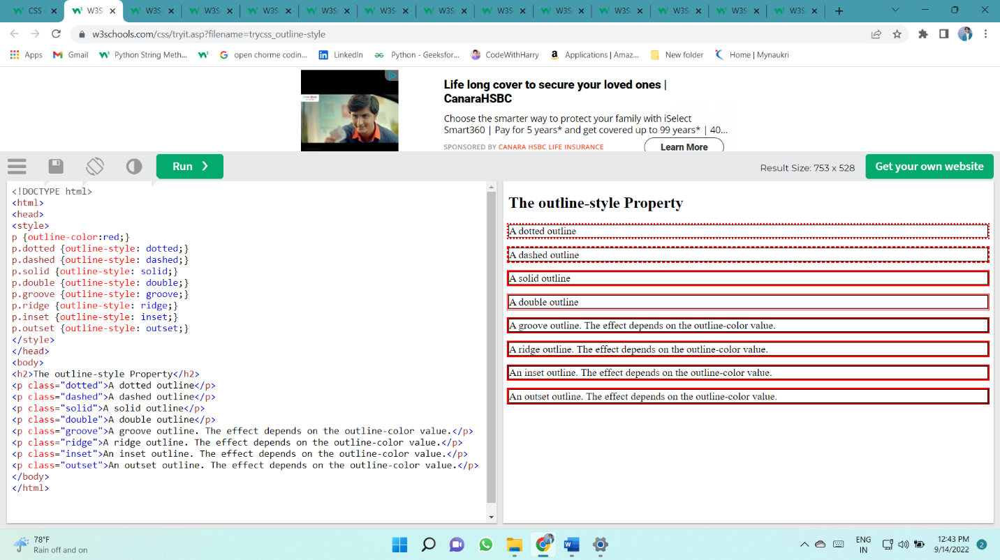 CSS
W3S
W3S
W3S
W3S
W3S
W3S
W3S
W3S
W3S
W3S
W3S
W3S
W3S
w3schools.com/css/tryit.asp?filename=trycss_outline-style
Apps
Gmail
Python String Meth...
open chorme codin...
LinkedIn
Python - Geeksfor...
CodeWithHarry
Applications | Amaz...
New folder
Home | Mynaukri
Life long cover to secure your loved ones |
CanaraHSBC
Choose the smarter way to protect your family with iSelect
Smart360 | Pay for 5 years* and get covered up to 99 years* | 40...
SPONSORED BY CANARA HSBC LIFE INSURANCE
Learn More
Run ❯
Result Size: 753 x 528
Get your own website
<!DOCTYPE html>
<html>
<head>
<style>
p {outline-color:red;}
p.dotted {outline-style: dotted;}
p.dashed {outline-style: dashed;}
p.solid {outline-style: solid;}
p.double {outline-style: double;}
p.groove {outline-style: groove;}
p.ridge {outline-style: ridge;}
p.inset {outline-style: inset;}
p.outset {outline-style: outset;}
</style>
</head>
<body>
<h2>The outline-style Property</h2>
<p class="dotted">A dotted outline</p>
<p class="dashed">A dashed outline</p>
<p class="solid">A solid outline</p>
<p class="double">A double outline</p>
<p class="groove">A groove outline. The effect depends on the outline-color value.</p>
<p class="ridge">A ridge outline. The effect depends on the outline-color value.</p>
<p class="inset">An inset outline. The effect depends on the outline-color value.</p>
<p class="outset">An outset outline. The effect depends on the outline-color value.</p>
</body>
</html>
The outline-style Property
A dotted outline
A dashed outline
A solid outline
A double outline
A groove outline. The effect depends on the outline-color value.
A ridge outline. The effect depends on the outline-color value.
An inset outline. The effect depends on the outline-color value.
An outset outline. The effect depends on the outline-color value.
78°F
Rain off and on
ENG
IN
12:43 PM
9/14/2022
2